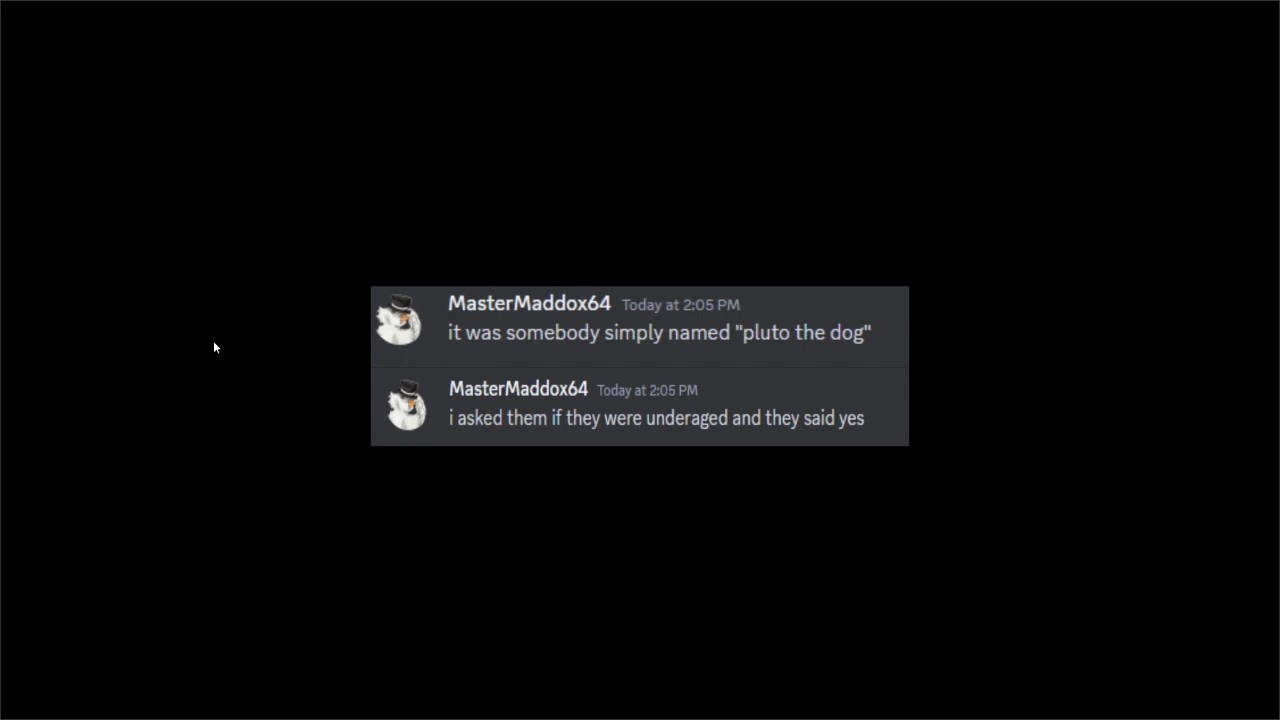 MasterMaddox64 Today at 2:05 PM
it was somebody simply named "pluto the dog"
MasterMaddox64 Today at 2:05 PM
i asked them if they were underaged and they said yes